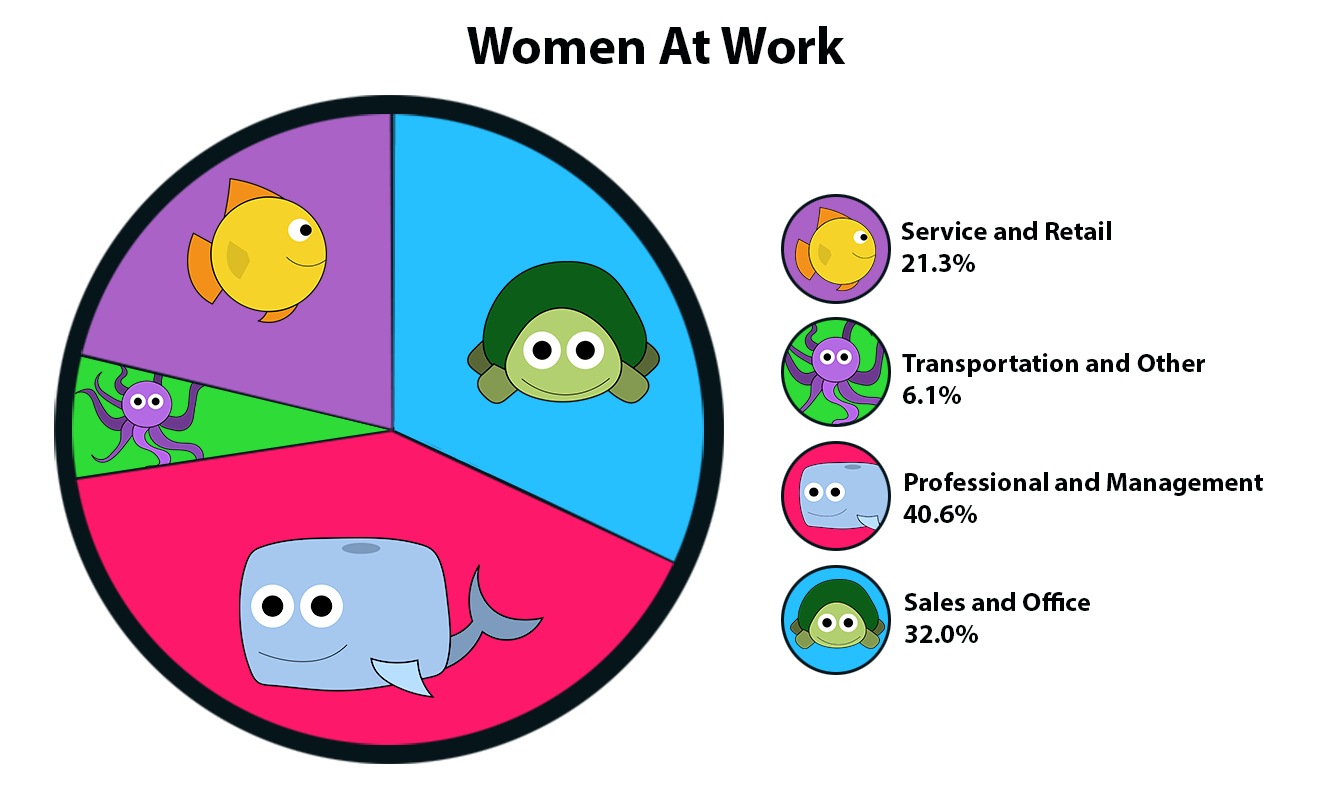 Women At Work
Service and Retail
21.3%
Transportation and Other
6.1%
Professional and Management
40.6%
Sales and Office
32.0%